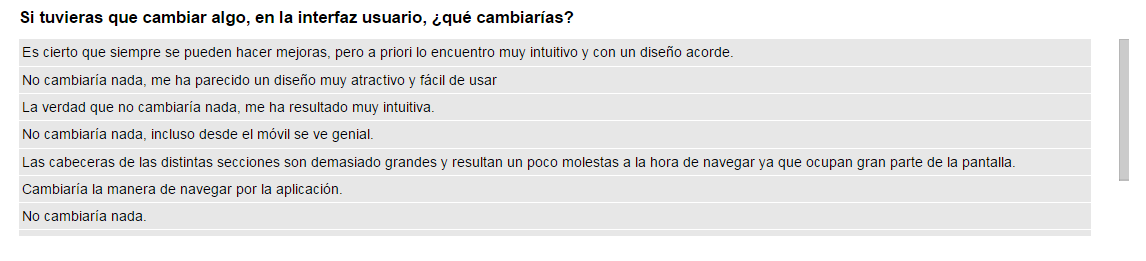 Si tuvieras que cambiar algo, en la interfaz usuario, ¿qué cambiarías?
Es cierto que siempre se pueden hacer mejoras, pero a priori lo encuentro muy intuitivo y con un diseño acorde.
No cambiaría nada, me ha parecido un diseño muy atractivo y fácil de usar
La verdad que no cambiaría nada, me ha resultado muy intuitiva.
No cambiaría nada, incluso desde el móvil se ve genial.
Las cabeceras de las distintas secciones son demasiado grandes y resultan un poco molestas a la hora de navegar ya que ocupan gran parte de la pantalla.
Cambiaría la manera de navegar por la aplicación.
No cambiaría nada.